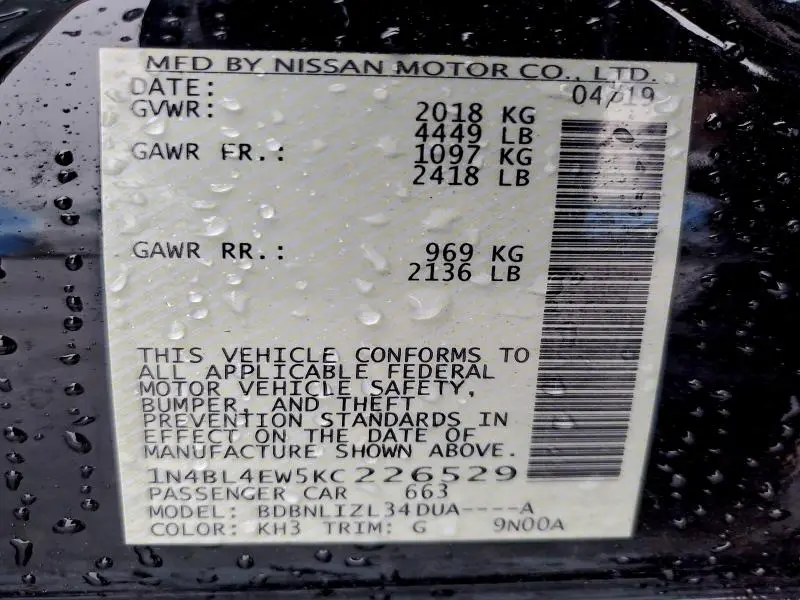 MFD BY NISSAN MOTOR CO., LTD.
DATE: 04/19
GVWR: 2018 KG
4449 LB
GAWR FR.: 1097 KG
2418 LB
GAWR RR.: 969 KG
2136 LB
THIS VEHICLE CONFORMS TO
ALL APPLICABLE FEDERAL
MOTOR VEHICLE SAFETY,
BUMPER, AND THEFT
PREVENTION STANDARDS IN
EFFECT ON THE DATE OF
MANUFACTURE SHOWN ABOVE.
1N4BL4EW5KC226529
PASSENGER CAR 663
MODEL: BDBNLIZL34DUA----A
COLOR: KH3 TRIM: G 9N00A